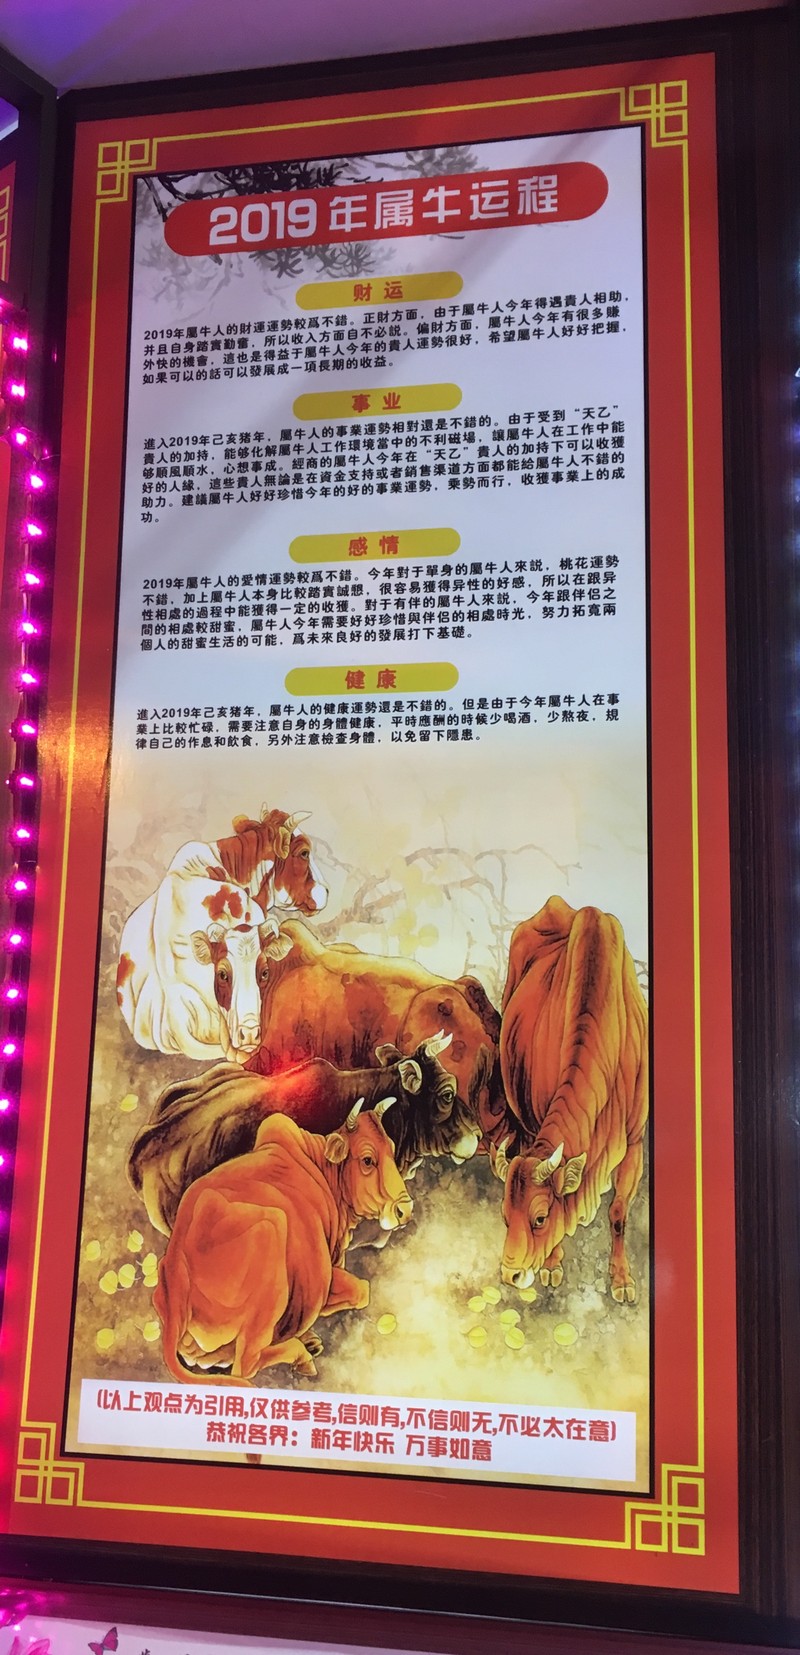 2019年属牛运程
财运
2019年屬牛人的財運運勢較爲不錯。正財方面，由于屬牛人今年得遇貴人相助，
并且自身踏實勤奮，所以收入方面自不必説。偏財方面，屬牛人今年有很多賺
外快的機會，這也是得益于屬牛人今年的貴人運勢很好，希望屬牛人好好把握，
如果可以的話可以發展成一項長期的收益。
事业
進入2019年己亥猪年，屬牛人的事業運勢相對還是不錯的。由于受到“天乙”
貴人的加持，能够化解屬牛人工作環境當中的不利磁場，讓屬牛人在工作中能
够順風順水，心想事成。經商的屬牛人今年在“天乙”貴人的加持下可以收獲
好的人緣，這些貴人無論是在資金支持或者銷售渠道方面都能給屬牛人不錯的
助力。建議屬牛人好好珍惜今年的好的事業運勢，乘勢而行，收獲事業上的成
功。
感情
2019年屬牛人的愛情運勢較爲不錯。今年對于單身的屬牛人來説，桃花運勢
不錯，加上屬牛人本身比較踏實誠懇，很容易獲得异性的好感，所以在跟异
性相處的過程中能獲得一定的收獲。對于有伴的屬牛人來説，今年跟伴侣之
間的相處較甜蜜，屬牛人今年需要好好珍惜與伴侣的相處時光，努力拓寬兩
個人的甜蜜生活的可能，爲未來良好的發展打下基礎。
健康
進入2019年己亥猪年，屬牛人的健康運勢還是不錯的。但是由于今年屬牛人在事
業上比較忙碌，需要注意自身的身體健康，平時應酬的時候少喝酒，少熬夜，規
律自己的作息和飲食，另外注意檢查身體，以免留下隱患。
(以上观点为引用,仅供参考,信则有,不信则无,不必太在意)
恭祝各界：新年快乐 万事如意